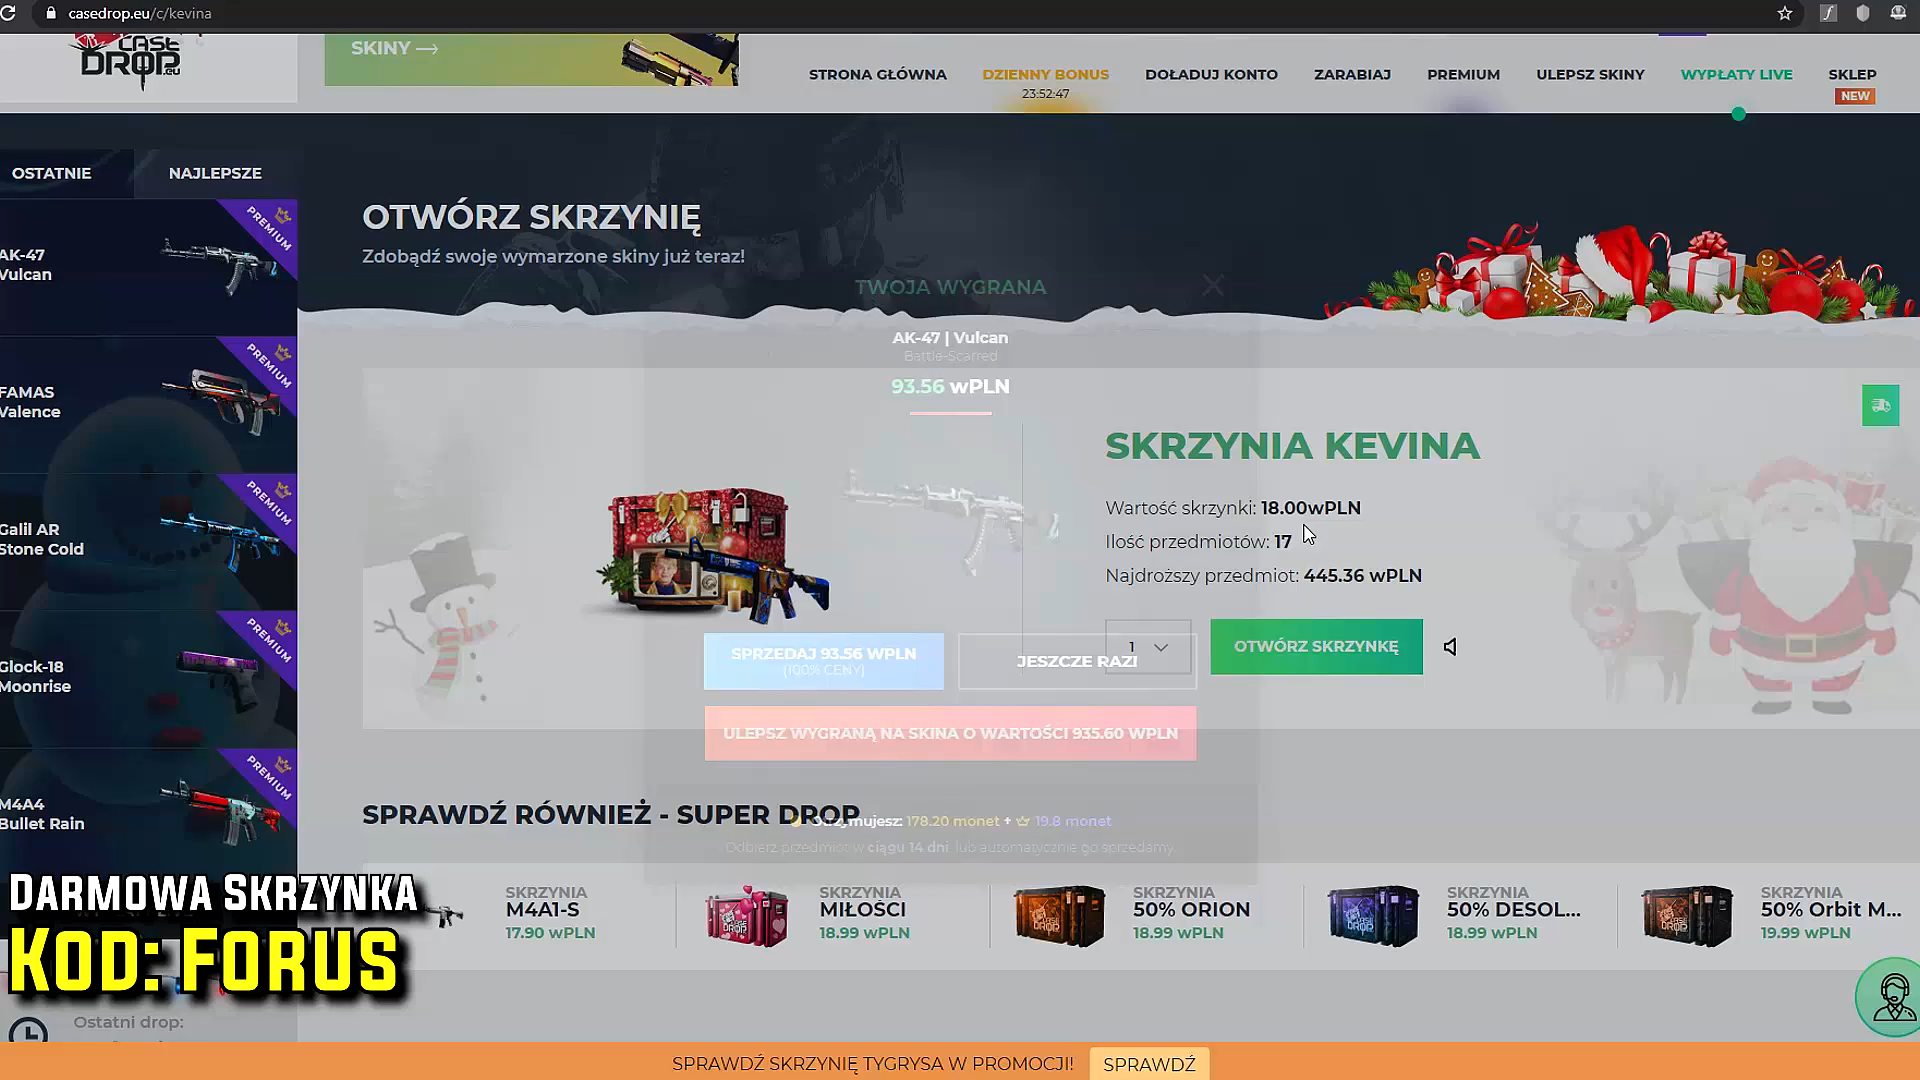 casedrop.eu/c/kevina
CASE
DROP.eu
SKINY →
STRONA GŁÓWNA
DZIENNY BONUS
23:52:47
DOŁADUJ KONTO
ZARABIAJ
PREMIUM
ULEPSZ SKINY
WYPŁATY LIVE
SKLEP
NEW
OSTATNIE
NAJLEPSZE
PREMIUM
AK-47
Vulcan
PREMIUM
FAMAS
Valence
PREMIUM
Galil AR
Stone Cold
PREMIUM
Glock-18
Moonrise
PREMIUM
M4A4
Bullet Rain
OTWÓRZ SKRZYNIĘ
Zdobądź swoje wymarzone skiny już teraz!
TWOJA WYGRANA
AK-47 | Vulcan
Battle-Scarred
93.56 wPLN
SKRZYNIA KEVINA
Wartość skrzynki: 18.00wPLN
Ilość przedmiotów: 17
Najdroższy przedmiot: 445.36 wPLN
1
OTWÓRZ SKRZYNKĘ
SPRZEDAJ 93.56 WPLN
(100% CENY)
JESZCZE RAZ!
ULEPSZ WYGRANĄ NA SKINA O WARTOŚCI 935.60 WPLN
SPRAWDŹ RÓWNIEŻ - SUPER DROP
Otrzymujesz: 178.20 monet + 19.8 monet
Odbierz przedmiot w ciągu 14 dni, lub automatycznie go sprzedamy.
SKRZYNIA
M4A1-S
17.90 wPLN
SKRZYNIA
MIŁOŚCI
18.99 wPLN
SKRZYNIA
50% ORION
18.99 wPLN
SKRZYNIA
50% DESOL...
18.99 wPLN
SKRZYNIA
50% Orbit M...
19.99 wPLN
DARMOWA SKRZYNKA
KOD: FORUS
Ostatni drop:
SPRAWDŹ SKRZYNIĘ TYGRYSA W PROMOCJI!
SPRAWDŹ